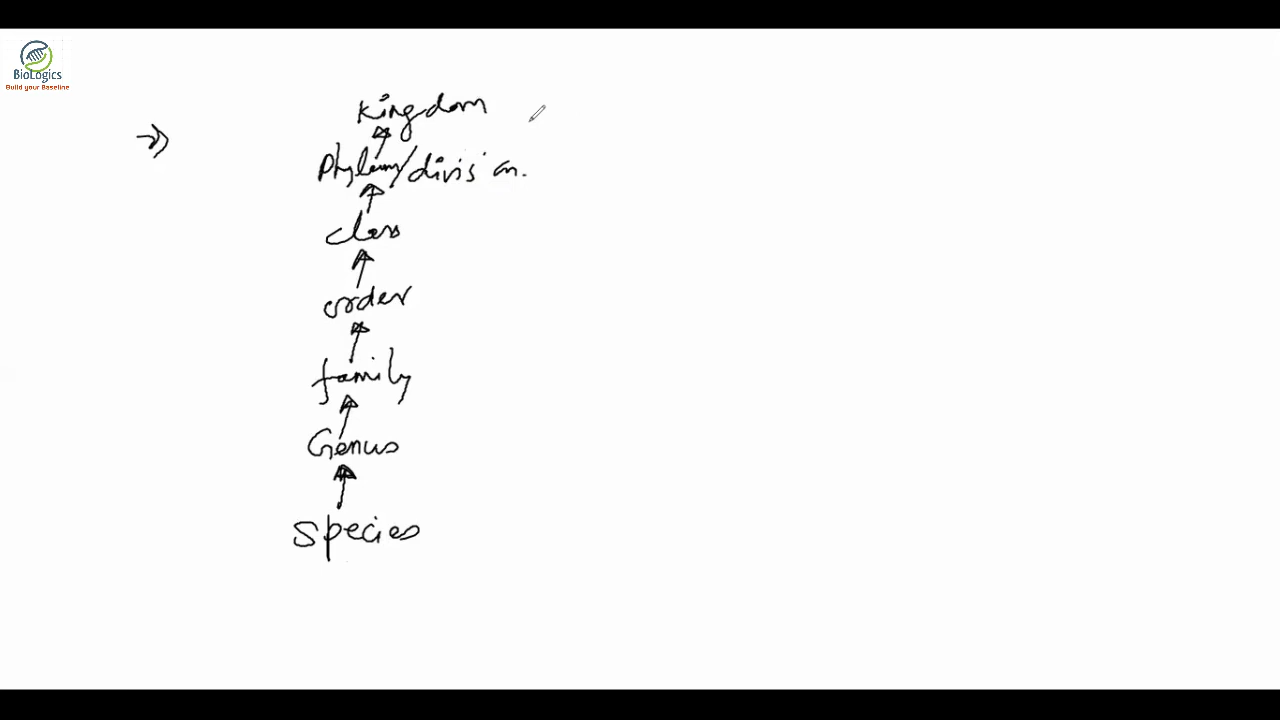 BioLogics
Build your Baseline
Kingdom
Phylum/division.
class
order
family
Genus
Species